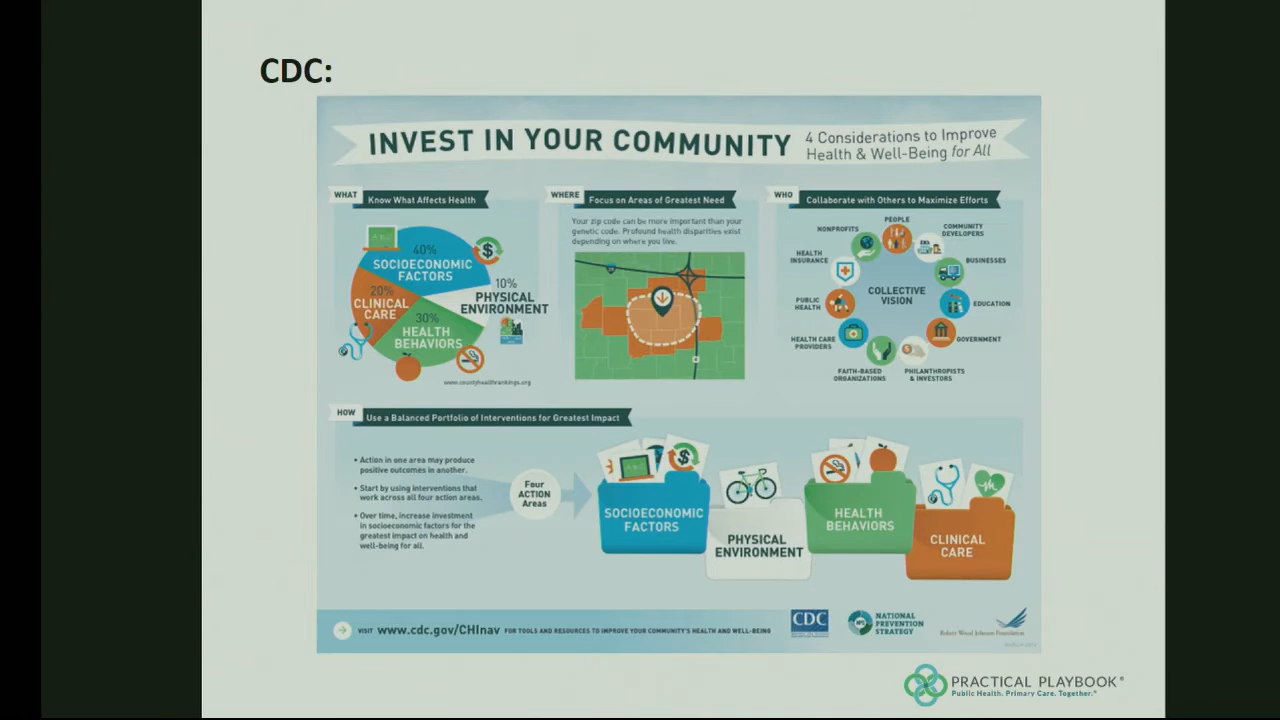 CDC:
INVEST IN YOUR COMMUNITY
4 Considerations to Improve
Health & Well-Being for All
WHAT
Know What Affects Health
40%
SOCIOECONOMIC
FACTORS
$
10%
PHYSICAL
ENVIRONMENT
20%
CLINICAL
CARE
30%
HEALTH
BEHAVIORS
www.countyhealthrankings.org
WHERE
Focus on Areas of Greatest Need
Your zip code can be more important than your
genetic code. Profound health disparities exist
depending on where you live.
WHO
Collaborate with Others to Maximize Efforts
PEOPLE
COMMUNITY
DEVELOPERS
BUSINESSES
EDUCATION
GOVERNMENT
PHILANTHROPISTS
& INVESTORS
FAITH-BASED
ORGANIZATIONS
HEALTH CARE
PROVIDERS
PUBLIC
HEALTH
HEALTH
INSURANCE
NONPROFITS
COLLECTIVE
VISION
HOW
Use a Balanced Portfolio of Interventions for Greatest Impact
• Action in one area may produce
positive outcomes in another.
• Start by using interventions that
work across all four action areas.
• Over time, increase investment
in socioeconomic factors for the
greatest impact on health and
well-being for all.
Four
ACTION
Areas
$
SOCIOECONOMIC
FACTORS
PHYSICAL
ENVIRONMENT
HEALTH
BEHAVIORS
CLINICAL
CARE
VISIT www.cdc.gov/CHInav FOR TOOLS AND RESOURCES TO IMPROVE YOUR COMMUNITY'S HEALTH AND WELL-BEING
CDC
NATIONAL
PREVENTION
STRATEGY
Robert Wood Johnson Foundation
PRACTICAL PLAYBOOK®
Public Health. Primary Care. Together.™